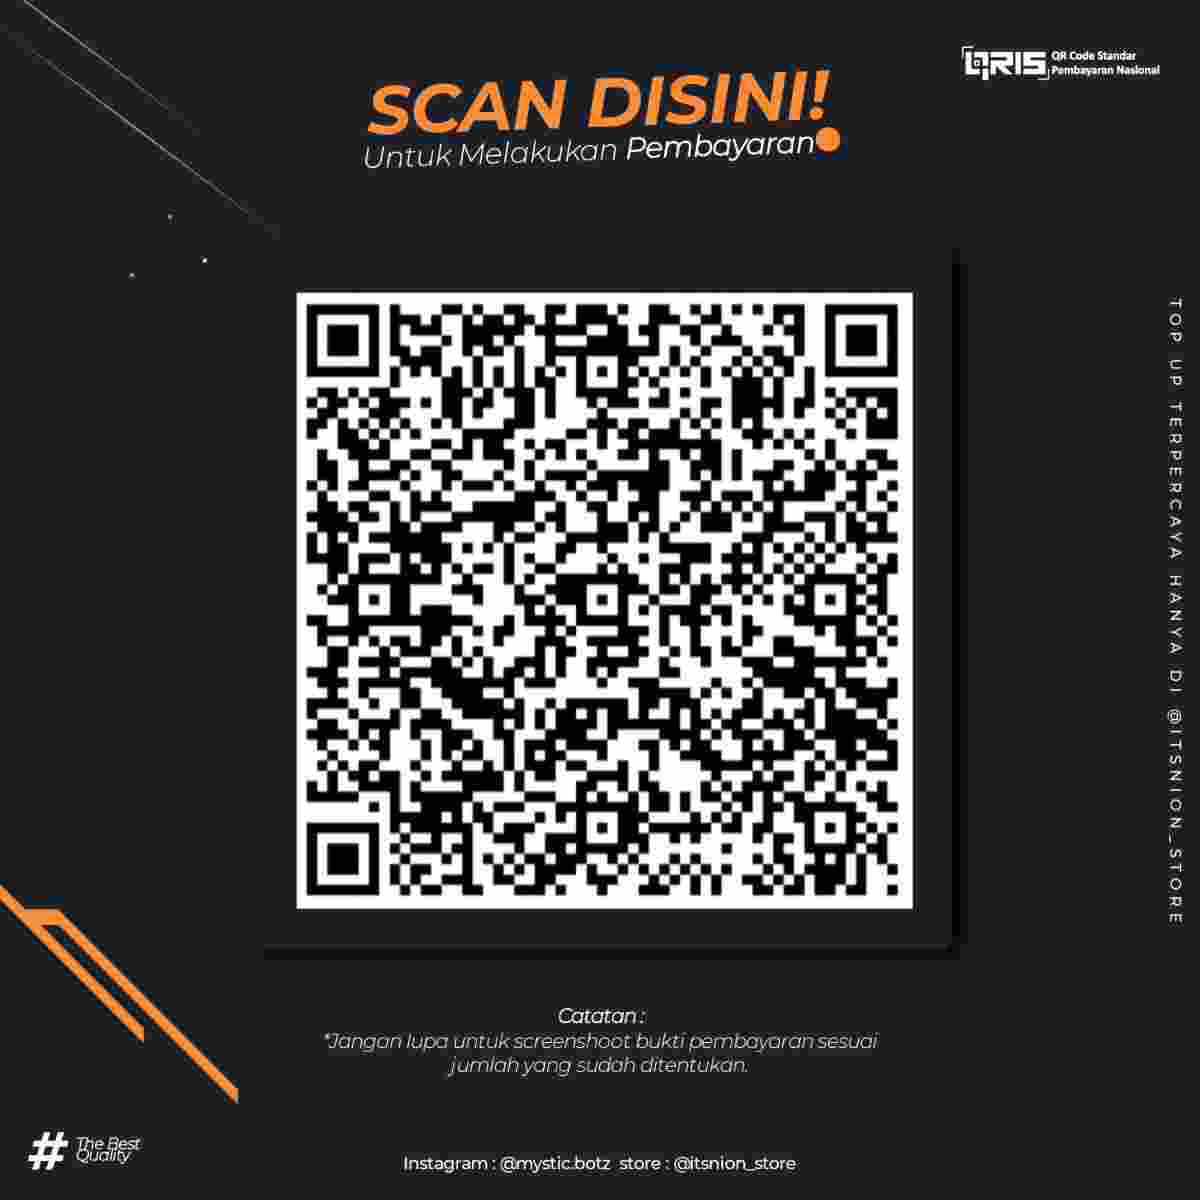 QRIS
QR Code Standar
Pembayaran Nasional
SCAN DISINI!
Untuk Melakukan Pembayaran
TOP UP TERPERCAYA HANYA DI @ITSNION_STORE
Catatan :
*Jangan lupa untuk screenshoot bukti pembayaran sesuai
jumlah yang sudah ditentukan.
# The Best
Quality
Instagram : @mystic.botz store : @itsnion_store